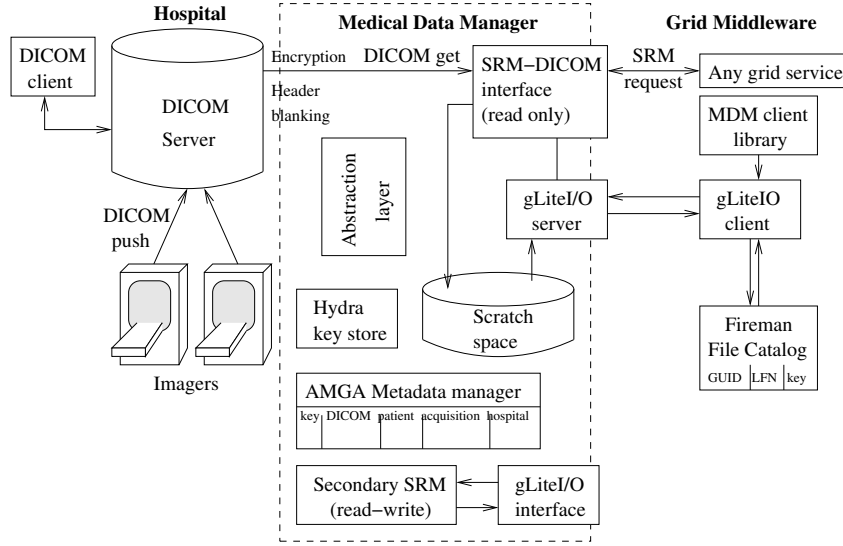 Hospital
Medical Data Manager
Grid Middleware
DICOM
client
DICOM
Server
Encryption
Header
blanking
DICOM get
SRM−DICOM
interface
(read only)
SRM
request
Any grid service
MDM client
library
Abstraction
layer
gLiteI/O
server
gLiteIO
client
DICOM
push
Imagers
Hydra
key store
Scratch
space
Fireman
File Catalog
GUID LFN key
AMGA Metadata manager
key DICOM patient acquisition hospital
Secondary SRM
(read−write)
gLiteI/O
interface